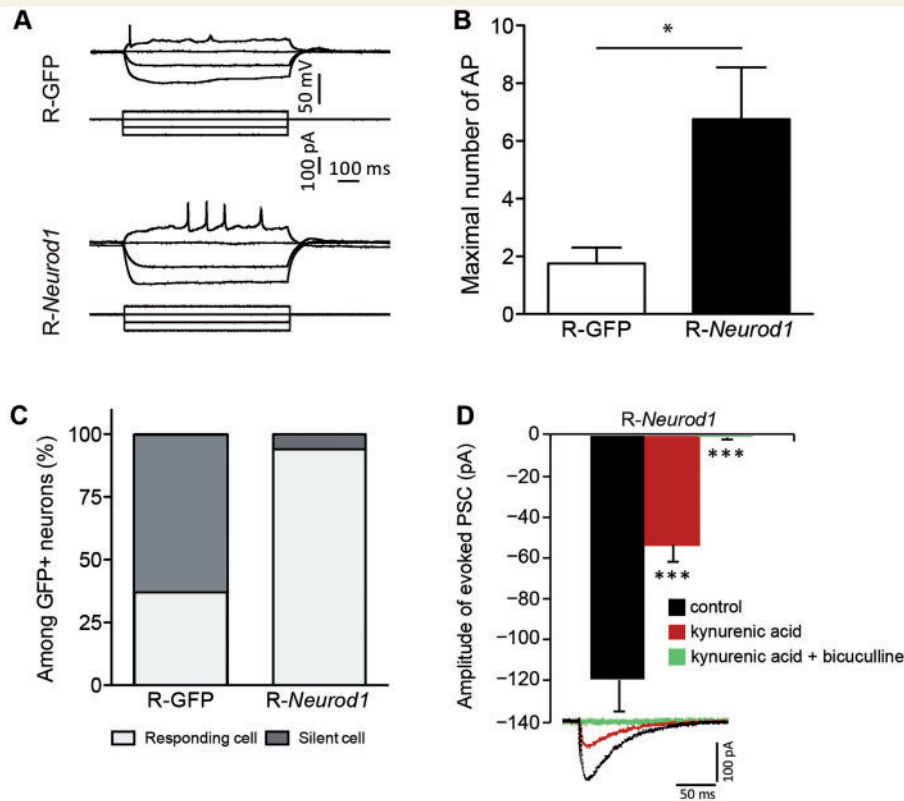 A
R-GFP
50 mV
100 pA
100 ms
R-Neurod1
B
Maximal number of AP
10
8
6
4
2
0
*
R-GFP
R-Neurod1
C
Among GFP+ neurons (%)
100
75
50
25
0
R-GFP
R-Neurod1
Responding cell
Silent cell
D
R-Neurod1
Amplitude of evoked PSC (pA)
0
−20
−40
−60
−80
−100
−120
−140
***
***
control
kynurenic acid
kynurenic acid + bicuculline
100 pA
50 ms